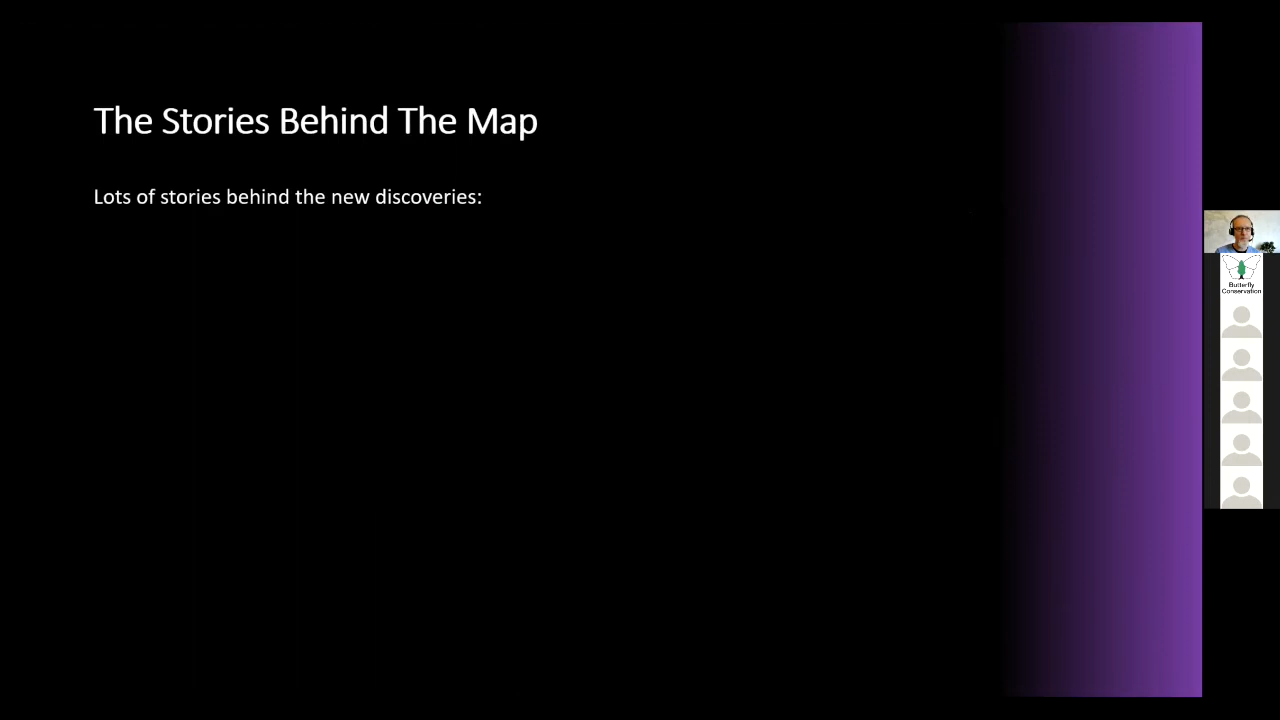 The Stories Behind The Map
Lots of stories behind the new discoveries:
Butterfly
Conservation